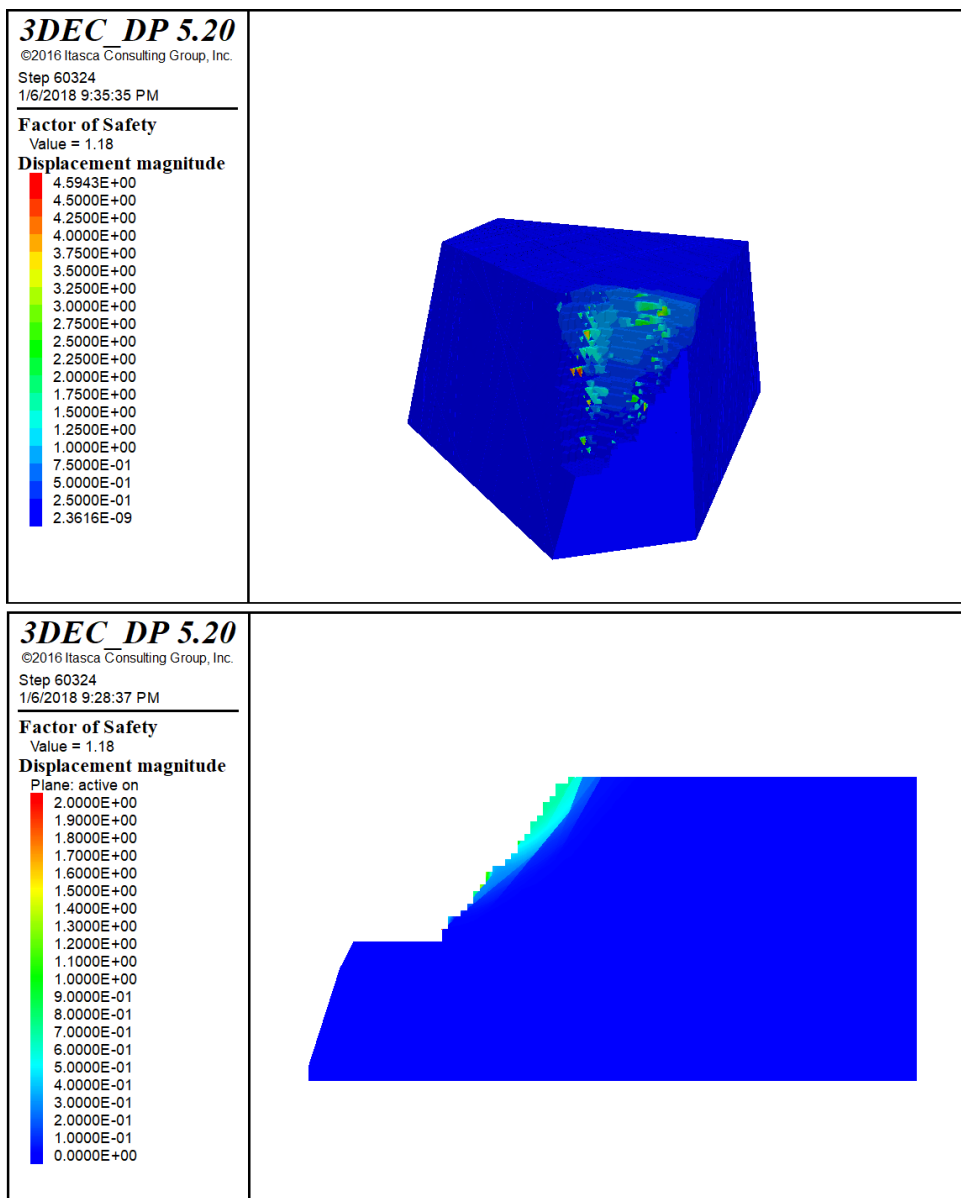 3DEC_DP 5.20
©2016 Itasca Consulting Group, Inc.
Step 60324
1/6/2018 9:35:35 PM
Factor of Safety
Value = 1.18
Displacement magnitude
4.5943E+00
4.5000E+00
4.2500E+00
4.0000E+00
3.7500E+00
3.5000E+00
3.2500E+00
3.0000E+00
2.7500E+00
2.5000E+00
2.2500E+00
2.0000E+00
1.7500E+00
1.5000E+00
1.2500E+00
1.0000E+00
7.5000E-01
5.0000E-01
2.5000E-01
2.3616E-09
3DEC_DP 5.20
©2016 Itasca Consulting Group, Inc.
Step 60324
1/6/2018 9:28:37 PM
Factor of Safety
Value = 1.18
Displacement magnitude
Plane: active on
2.0000E+00
1.9000E+00
1.8000E+00
1.7000E+00
1.6000E+00
1.5000E+00
1.4000E+00
1.3000E+00
1.2000E+00
1.1000E+00
1.0000E+00
9.0000E-01
8.0000E-01
7.0000E-01
6.0000E-01
5.0000E-01
4.0000E-01
3.0000E-01
2.0000E-01
1.0000E-01
0.0000E+00